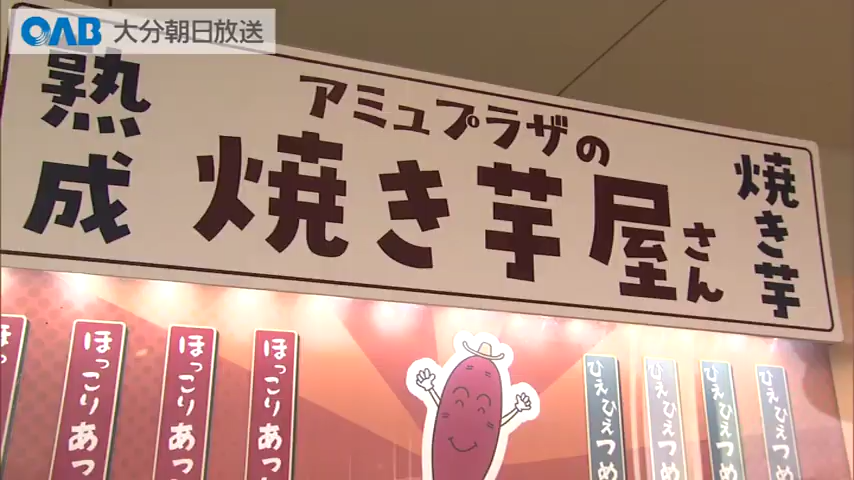 OAB 大分朝日放送
熟成
アミュプラザの
焼き芋屋さん
焼き芋
ほっ
ほっこりあつ
ほっこりあつ
ほっこりあつ
ひえひえつめ
ひえひえつめ
ひえひえつめ
ひえひえつめ